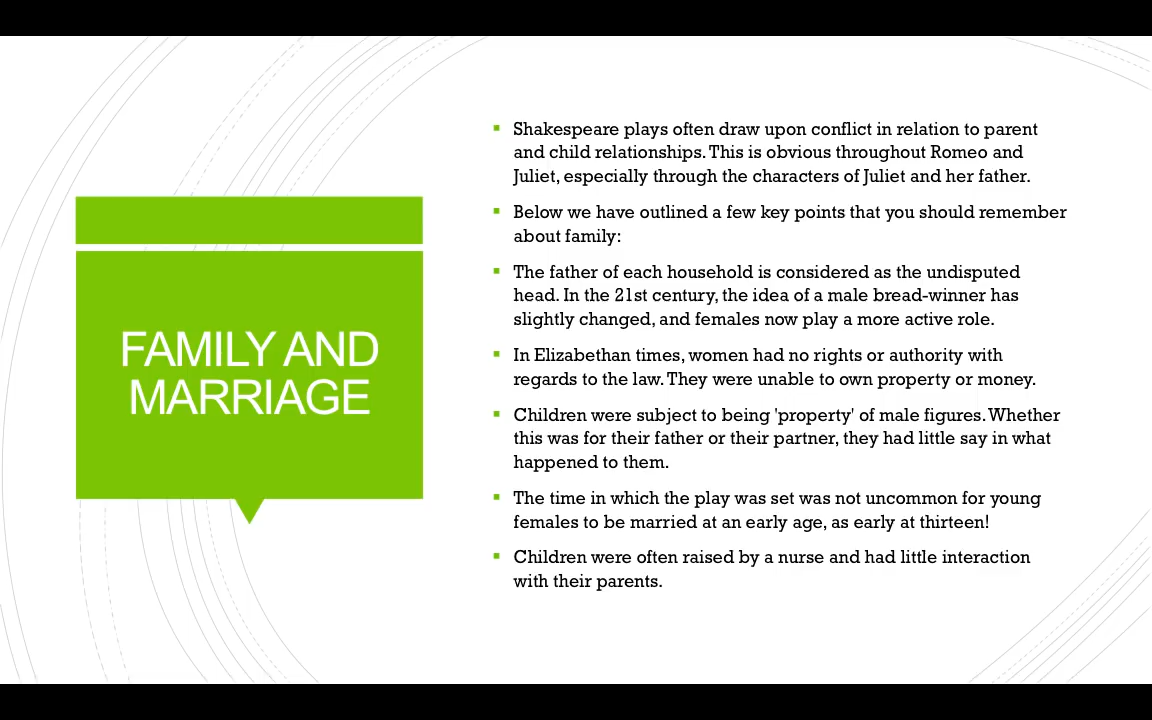 FAMILY AND
MARRIAGE
Shakespeare plays often draw upon conflict in relation to parent
and child relationships. This is obvious throughout Romeo and
Juliet, especially through the characters of Juliet and her father.
Below we have outlined a few key points that you should remember
about family:
The father of each household is considered as the undisputed
head. In the 21st century, the idea of a male bread-winner has
slightly changed, and females now play a more active role.
In Elizabethan times, women had no rights or authority with
regards to the law. They were unable to own property or money.
Children were subject to being 'property' of male figures. Whether
this was for their father or their partner, they had little say in what
happened to them.
The time in which the play was set was not uncommon for young
females to be married at an early age, as early at thirteen!
Children were often raised by a nurse and had little interaction
with their parents.